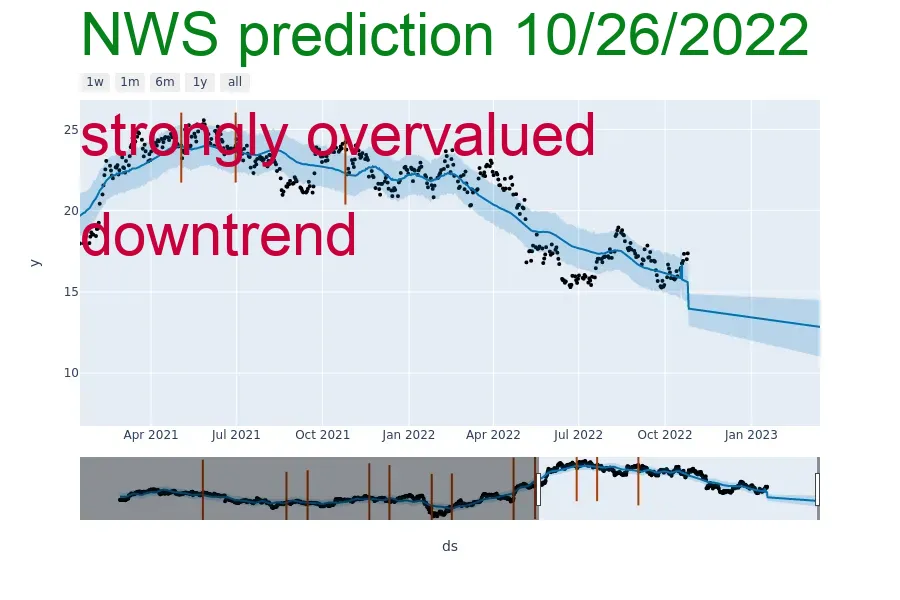 NWS prediction 10/26/2022
1w 1m 6m 1y all
strongly overvalued
downtrend
25
20
15
10
y
Apr 2021 Jul 2021 Oct 2021 Jan 2022 Apr 2022 Jul 2022 Oct 2022 Jan 2023
ds